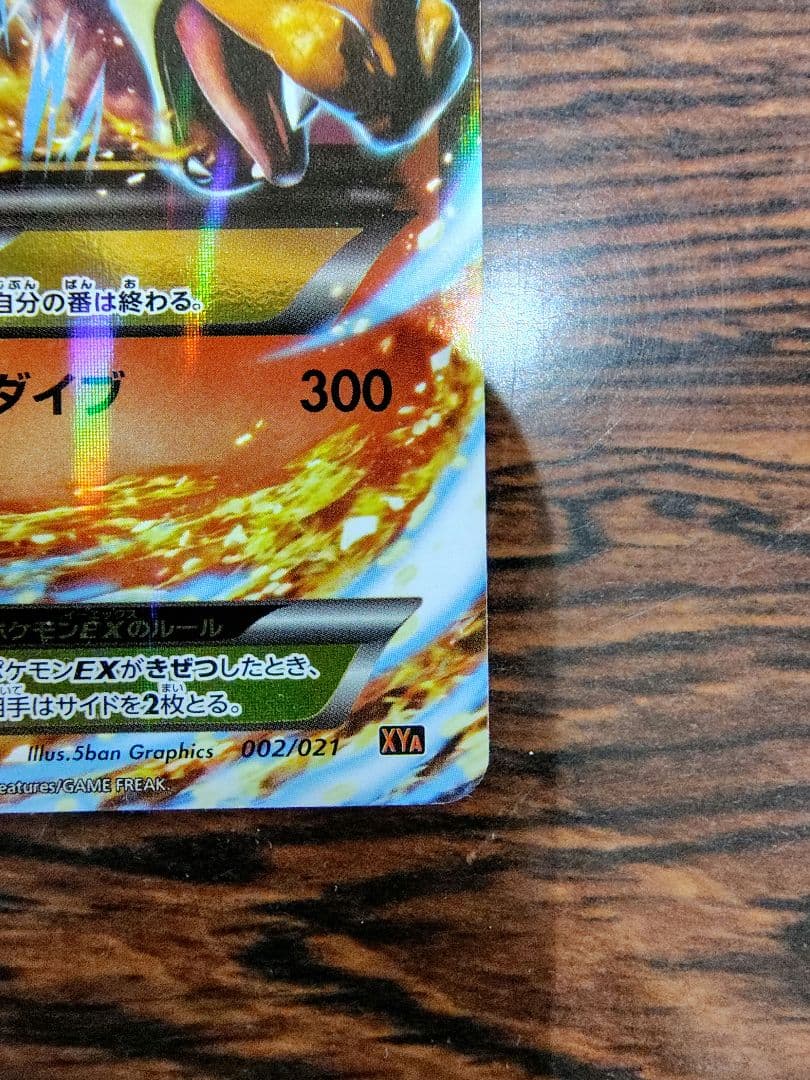 自分の番は終わる。
ダイブ 300
ポケモンEXのルール
ポケモンEXがきぜつしたとき、
相手はサイドを2枚とる。
Illus.5ban Graphics 002/021 XYA
eatures/GAME FREAK.